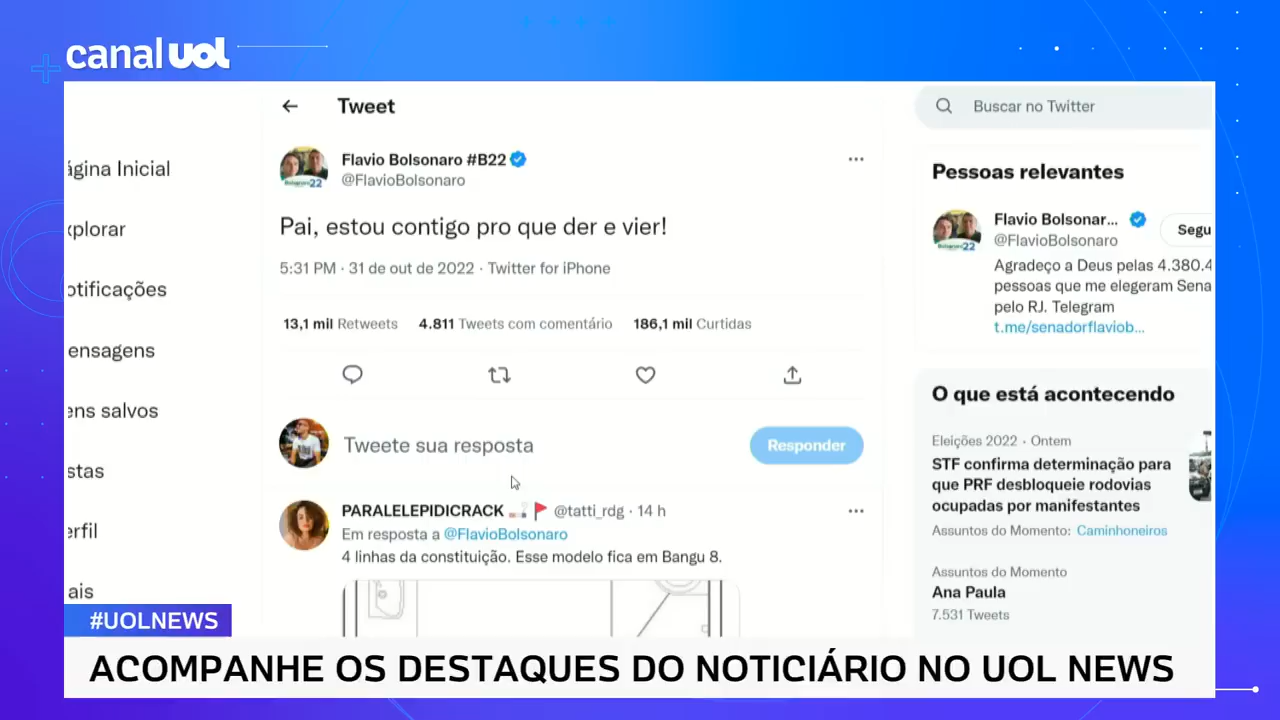 canal UOL
Tweet
Buscar no Twitter
ágina Inicial
xplorar
otificações
ensagens
ens salvos
stas
erfil
ais
Flavio Bolsonaro #B22
@FlavioBolsonaro
Pai, estou contigo pro que der e vier!
5:31 PM · 31 de out de 2022 · Twitter for iPhone
13,1 mil Retweets 4.811 Tweets com comentário 186,1 mil Curtidas
Tweete sua resposta
Responder
PARALELEPIDICRACK @tatti_rdg · 14 h
Em resposta a @FlavioBolsonaro
4 linhas da constituição. Esse modelo fica em Bangu 8.
Pessoas relevantes
Flavio Bolsonar...
Segu
@FlavioBolsonaro
Agradeço a Deus pelas 4.380.4
pessoas que me elegeram Sena
pelo RJ. Telegram
t.me/senadorflaviob...
O que está acontecendo
Eleições 2022 · Ontem
STF confirma determinação para
que PRF desbloqueie rodovias
ocupadas por manifestantes
Assuntos do Momento: Caminhoneiros
Assuntos do Momento
Ana Paula
7.531 Tweets
#UOLNEWS
ACOMPANHE OS DESTAQUES DO NOTICIÁRIO NO UOL NEWS